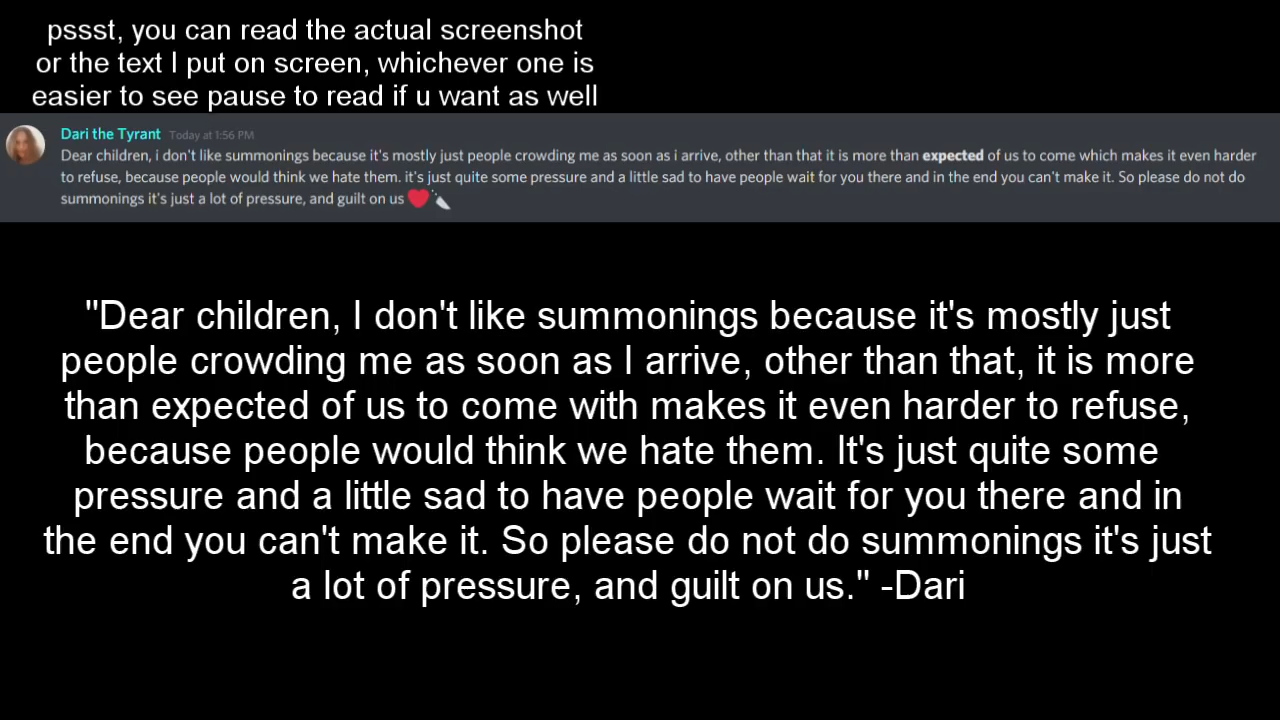 pssst, you can read the actual screenshot
or the text I put on screen, whichever one is
easier to see pause to read if u want as well
Dari the Tyrant Today at 1:56 PM
Dear children, i don't like summonings because it's mostly just people crowding me as soon as i arrive, other than that it is more than expected of us to come which makes it even harder
to refuse, because people would think we hate them. it's just quite some pressure and a little sad to have people wait for you there and in the end you can't make it. So please do not do
summonings it's just a lot of pressure, and guilt on us ❤️🔪
"Dear children, I don't like summonings because it's mostly just
people crowding me as soon as I arrive, other than that, it is more
than expected of us to come with makes it even harder to refuse,
because people would think we hate them. It's just quite some
pressure and a little sad to have people wait for you there and in
the end you can't make it. So please do not do summonings it's just
a lot of pressure, and guilt on us." -Dari